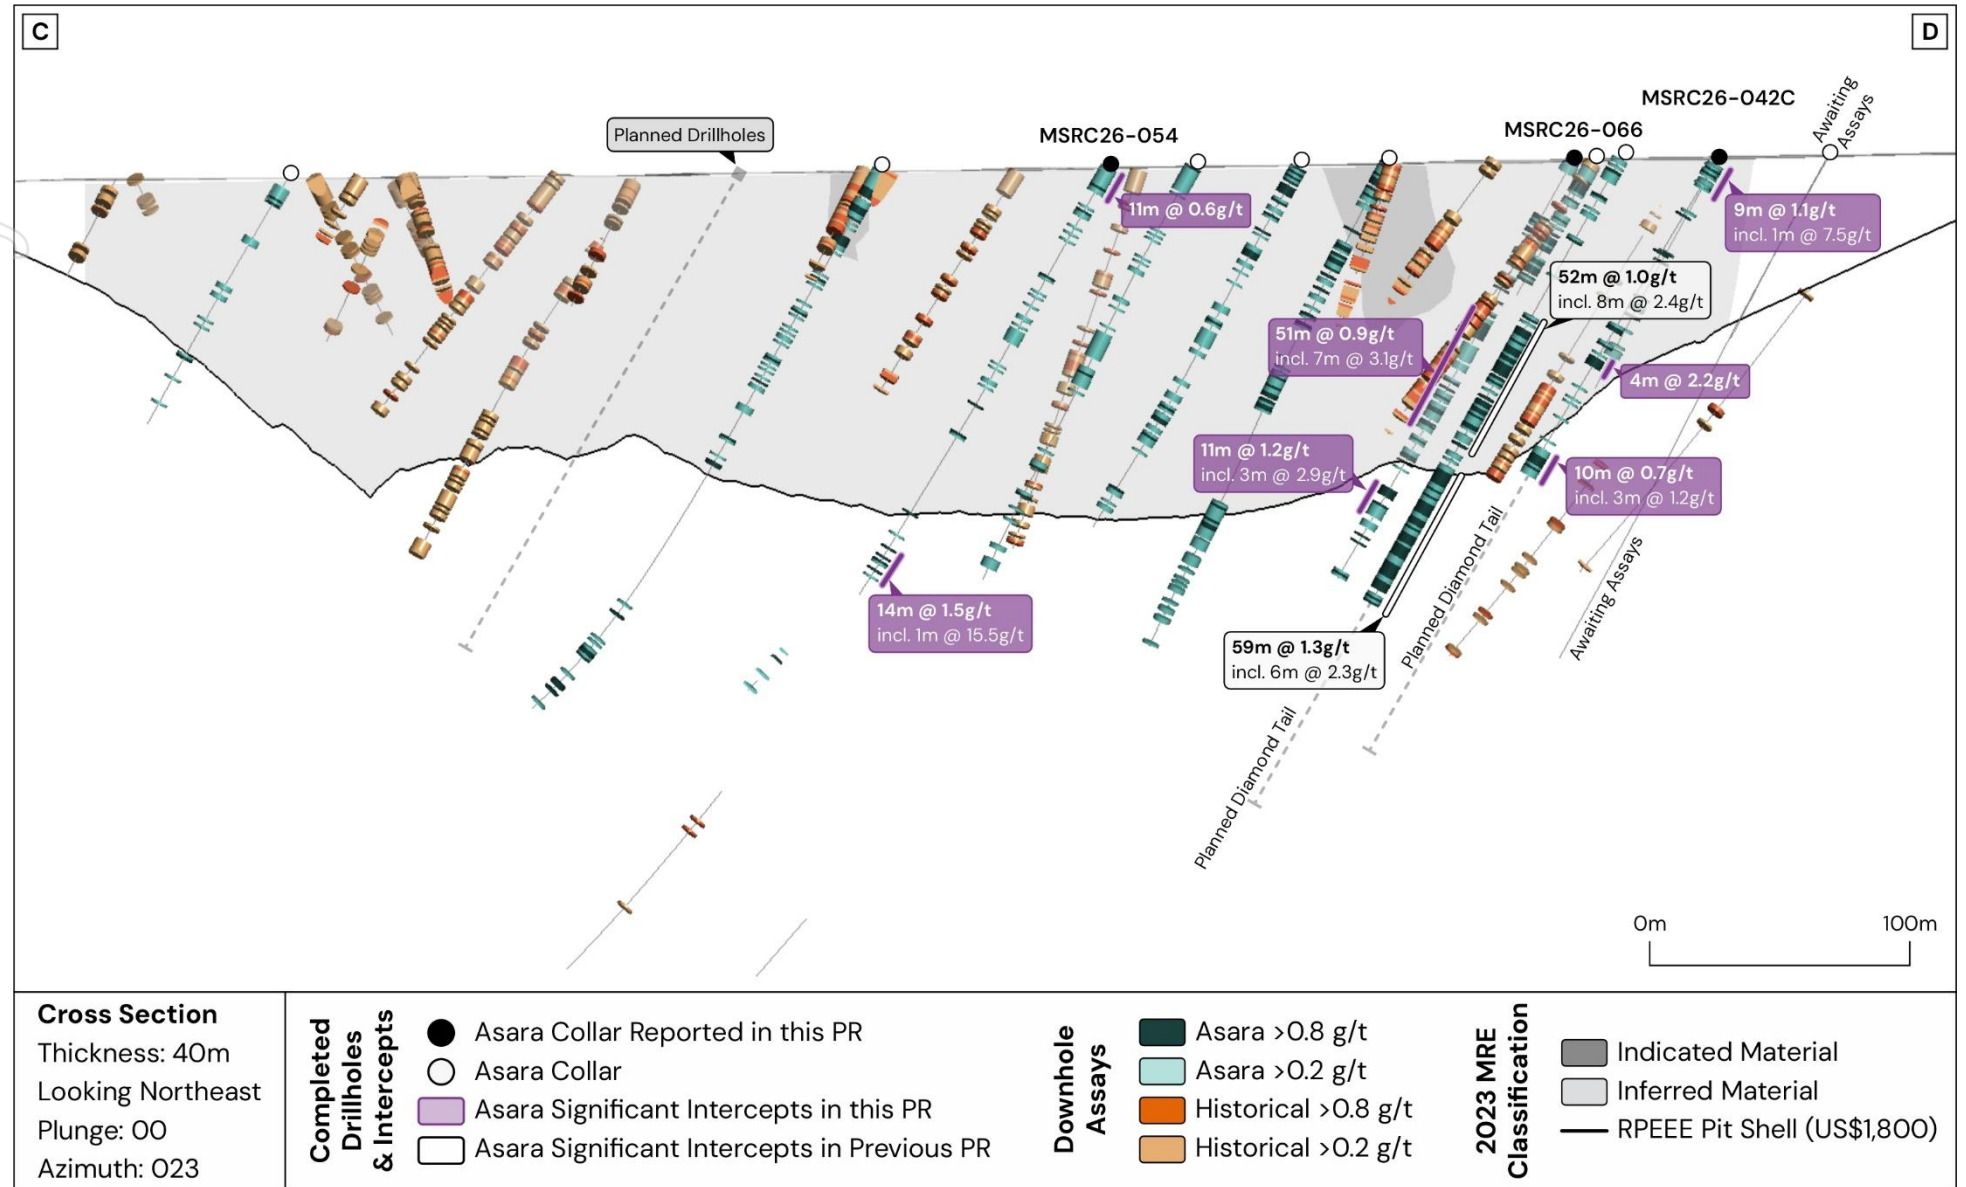 C
D
Awaiting
Assays
MSRC26-042C
MSRC26-066
MSRC26-054
Planned Drillholes
11m @ 0.6g/t
9m @ 1.1g/t
incl. 1m @ 7.5g/t
52m @ 1.0g/t
incl. 8m @ 2.4g/t
51m @ 0.9g/t
incl. 7m @ 3.1g/t
4m @ 2.2g/t
11m @ 1.2g/t
incl. 3m @ 2.9g/t
10m @ 0.7g/t
incl. 3m @ 1.2g/t
14m @ 1.5g/t
incl. 1m @ 15.5g/t
59m @ 1.3g/t
incl. 6m @ 2.3g/t
Planned Diamond Tail
Planned Diamond Tail
Awaiting Assays
0m
100m
Cross Section
Thickness: 40m
Looking Northeast
Plunge: 00
Azimuth: 023
Completed
Drillholes
& Intercepts
Asara Collar Reported in this PR
Asara Collar
Asara Significant Intercepts in this PR
Asara Significant Intercepts in Previous PR
Downhole
Assays
Asara >0.8 g/t
Asara >0.2 g/t
Historical >0.8 g/t
Historical >0.2 g/t
2023 MRE
Classification
Indicated Material
Inferred Material
RPEEE Pit Shell (US$1,800)